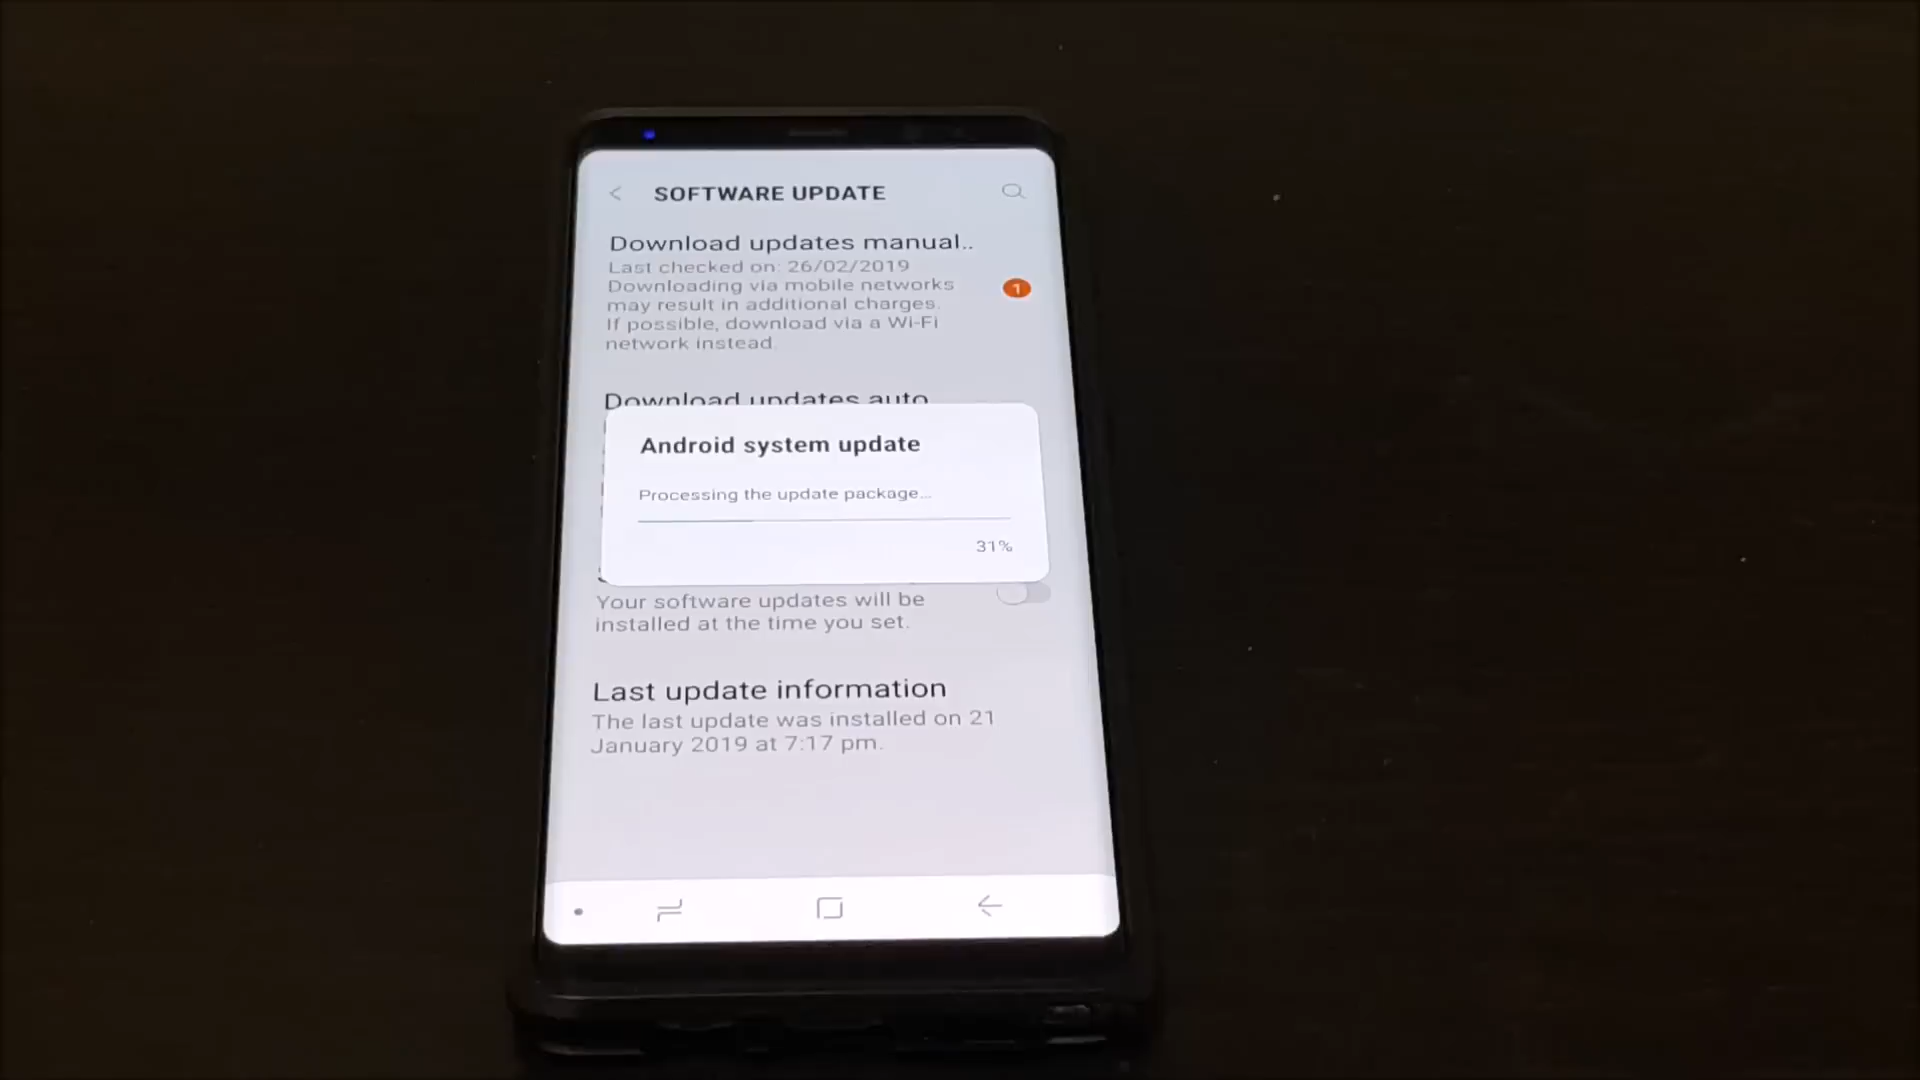 SOFTWARE UPDATE
Download updates manual..
Last checked on: 26/02/2019
Downloading via mobile networks
may result in additional charges.
If possible, download via a Wi-Fi
network instead.
1
Download updates auto
Android system update
Processing the update package...
31%
Your software updates will be
installed at the time you set.
Last update information
The last update was installed on 21
January 2019 at 7:17 pm.